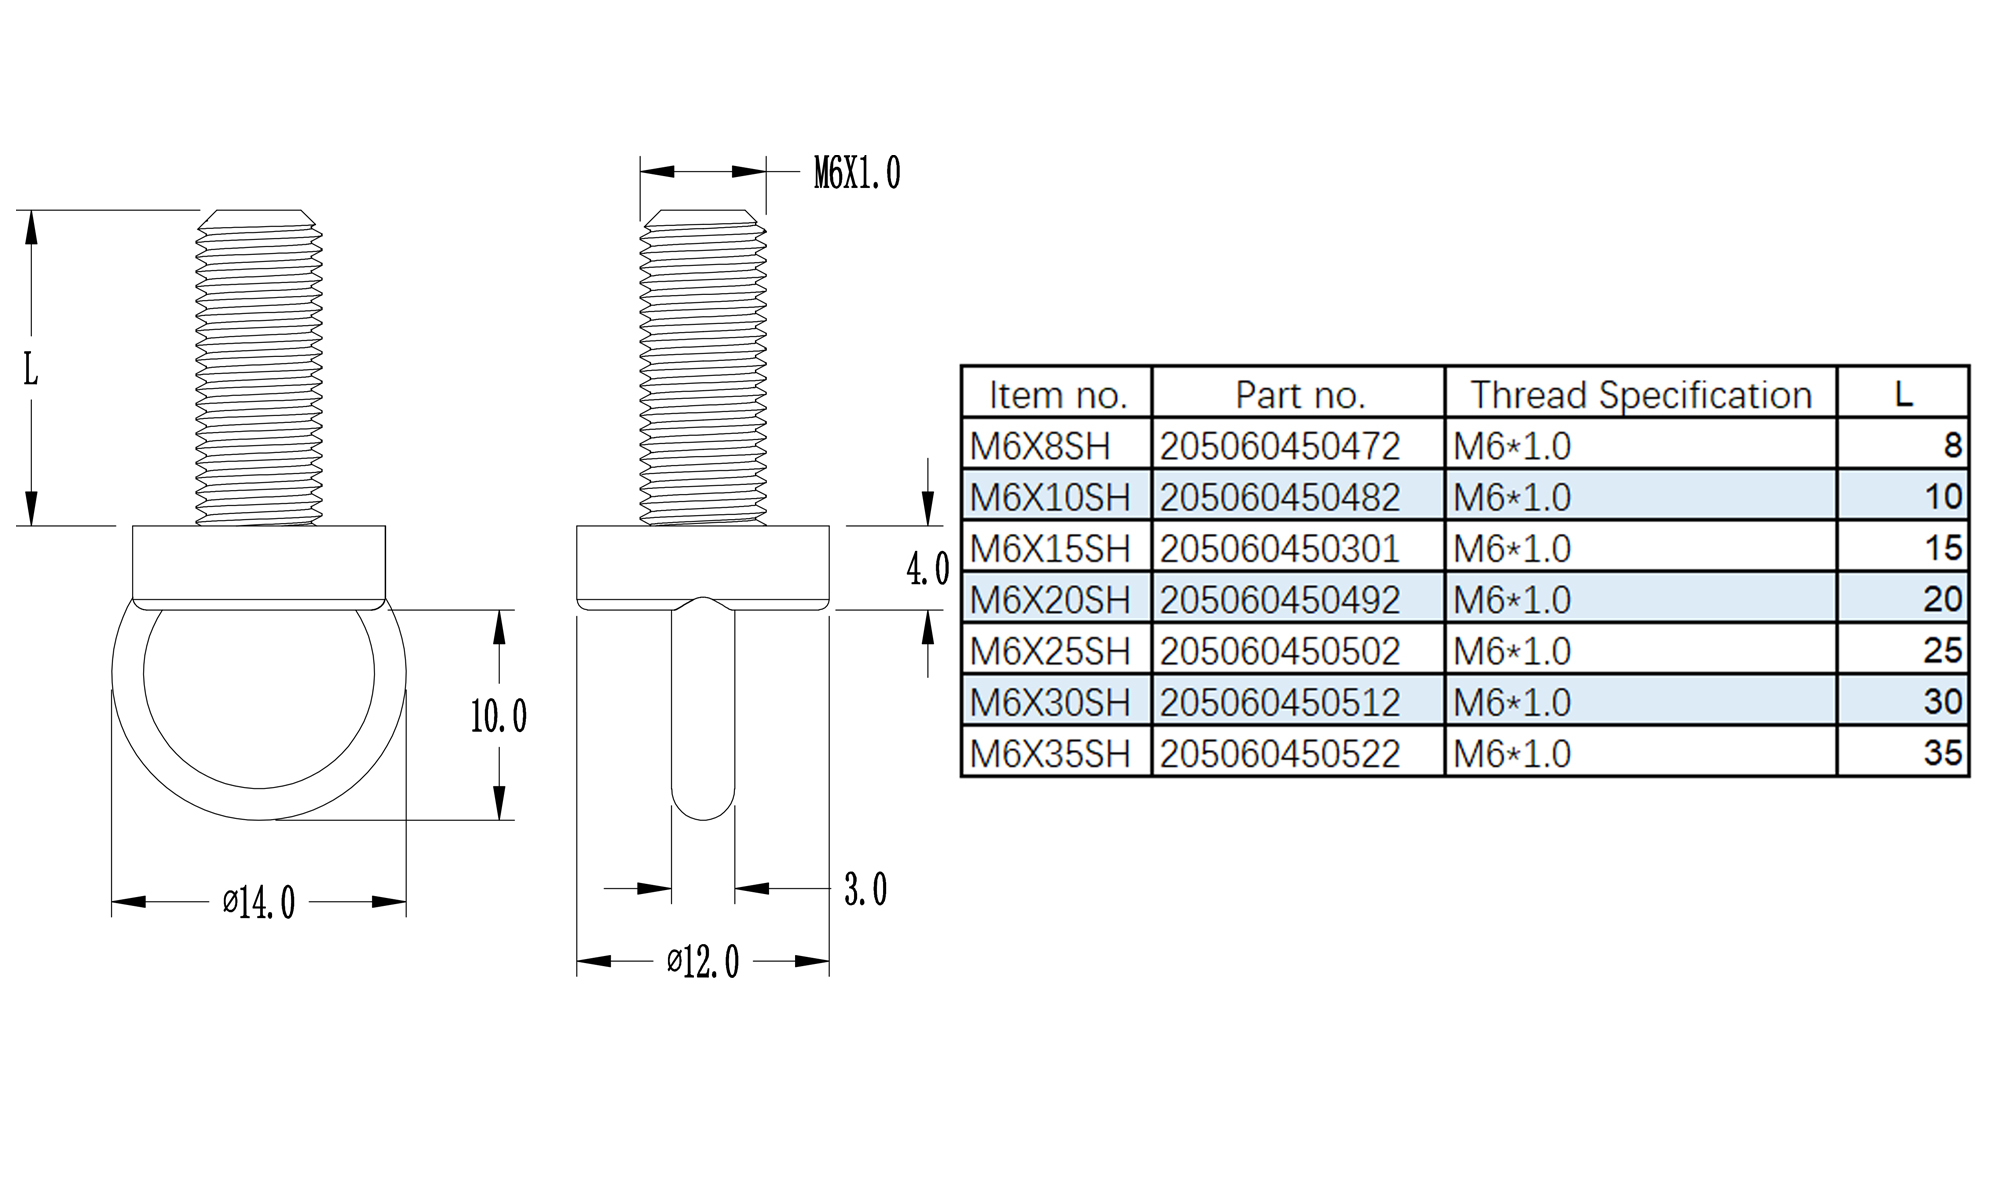 M6X1.0
L
4.0
10.0
3.0
⌀14.0
⌀12.0
Item no. Part no. Thread Specification L
M6X8SH 205060450472 M6*1.0 8
M6X10SH 205060450482 M6*1.0 10
M6X15SH 205060450301 M6*1.0 15
M6X20SH 205060450492 M6*1.0 20
M6X25SH 205060450502 M6*1.0 25
M6X30SH 205060450512 M6*1.0 30
M6X35SH 205060450522 M6*1.0 35